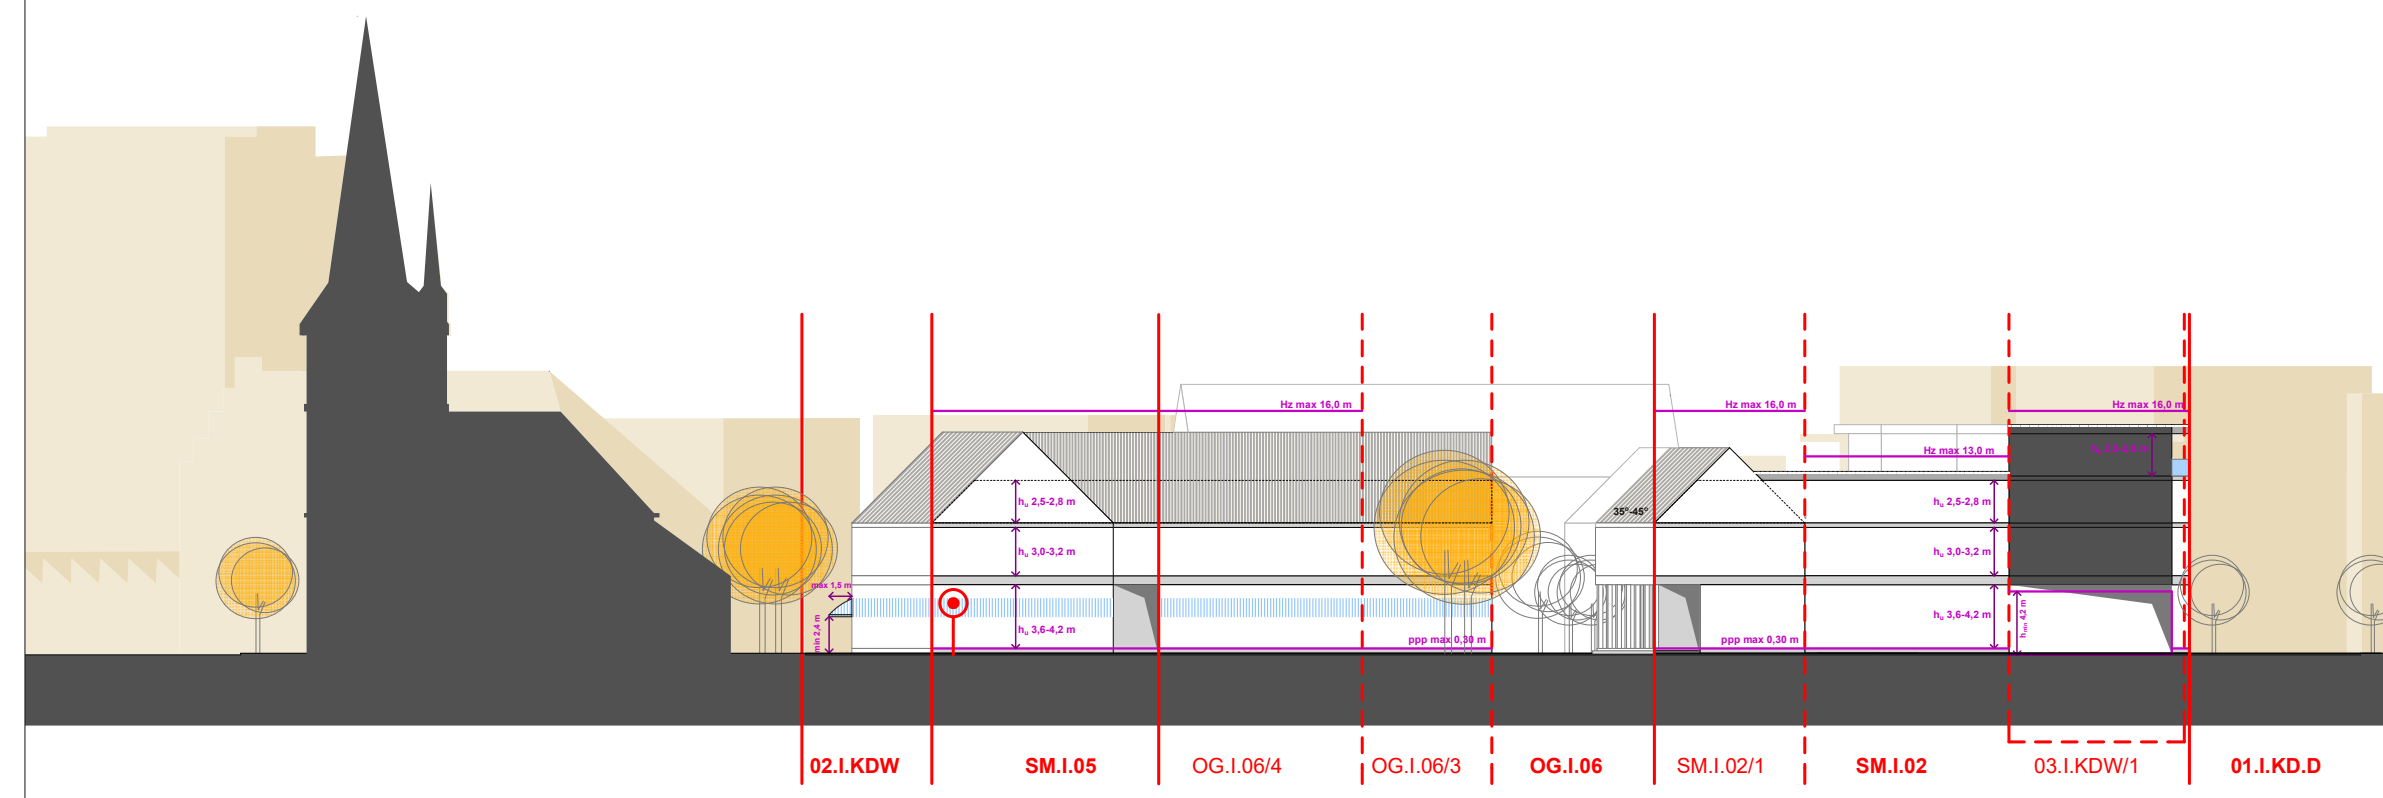 Hz max 16,0 m
Hz max 16,0 m
Hz max 16,0 m
Hz max 13,0 m
hu 2,5-2,8 m
35°-45°
hu 2,5-2,8 m
hu 3,0-3,2 m
hu 3,0-3,2 m
max 1,5 m
min 2,4 m
hu 3,6-4,2 m
ppp max 0,30 m
ppp max 0,30 m
hu 3,6-4,2 m
hmin 4,2 m
02.I.KDW
SM.I.05
OG.I.06/4
OG.I.06/3
OG.I.06
SM.I.02/1
SM.I.02
03.I.KDW/1
01.I.KD.D